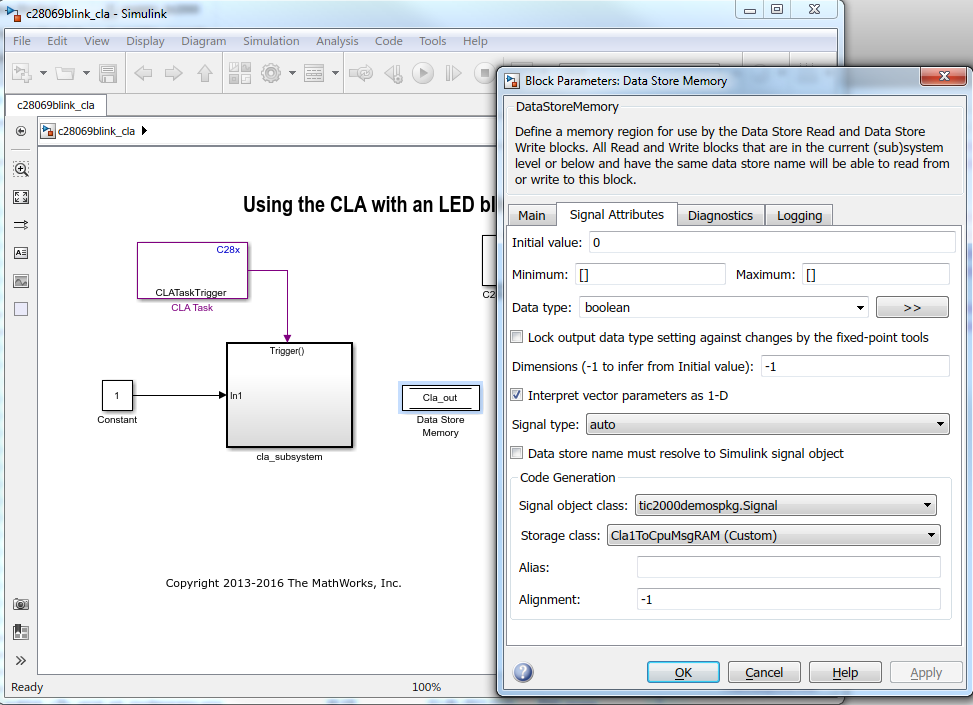 c28069blink_cla - Simulink
File Edit View Display Diagram Simulation Analysis Code Tools Help
c28069blink_cla
c28069blink_cla
Using the CLA with an LED bl
C28x
CLATaskTrigger
CLA Task
Trigger()
In1
cla_subsystem
1
Constant
Cla_out
Data Store
Memory
C2
Copyright 2013-2016 The MathWorks, Inc.
Ready
100%
Block Parameters: Data Store Memory
DataStoreMemory
Define a memory region for use by the Data Store Read and Data Store
Write blocks. All Read and Write blocks that are in the current (sub)system
level or below and have the same data store name will be able to read from
or write to this block.
Main Signal Attributes Diagnostics Logging
Initial value: 0
Minimum: [] Maximum: []
Data type: boolean >>
Lock output data type setting against changes by the fixed-point tools
Dimensions (-1 to infer from Initial value): -1
Interpret vector parameters as 1-D
Signal type: auto
Data store name must resolve to Simulink signal object
Code Generation
Signal object class: tic2000demospkg.Signal
Storage class: Cla1ToCpuMsgRAM (Custom)
Alias:
Alignment: -1
OK Cancel Help Apply